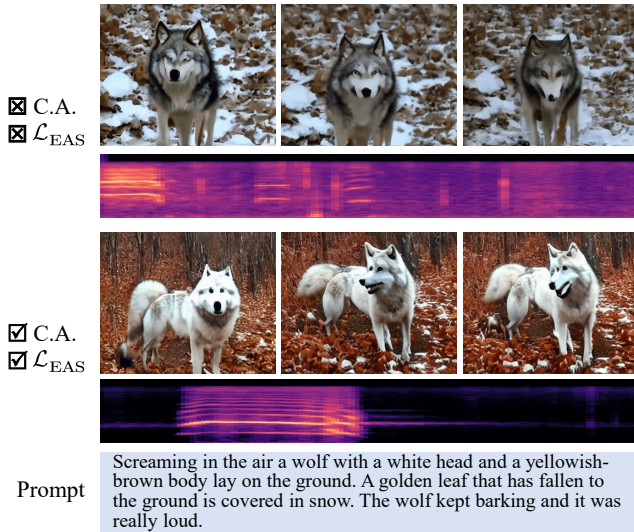 ☒ C.A.
☒ ℒEAS
☑ C.A.
☑ ℒEAS
Prompt
Screaming in the air a wolf with a white head and a yellowish-
brown body lay on the ground. A golden leaf that has fallen to
the ground is covered in snow. The wolf kept barking and it was
really loud.